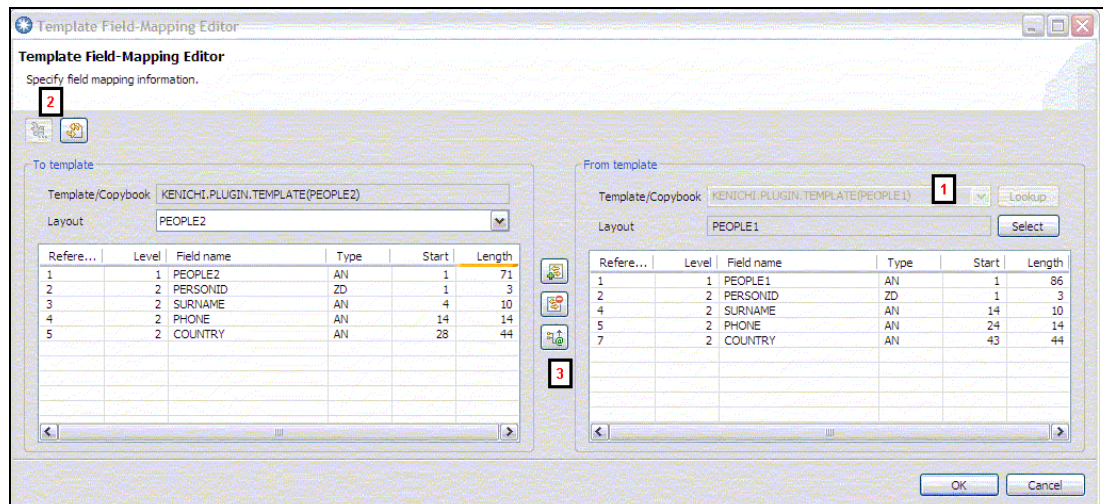 Template Field-Mapping Editor
Template Field-Mapping Editor
Specify field mapping information.
2
To template
Template/Copybook KENICHI.PLUGIN.TEMPLATE(PEOPLE2)
Layout PEOPLE2
Refere... Level Field name Type Start Length
1 1 PEOPLE2 AN 1 71
2 2 PERSONID ZD 1 3
3 2 SURNAME AN 4 10
4 2 PHONE AN 14 14
5 2 COUNTRY AN 28 44
3
From template
Template/Copybook KENICHI.PLUGIN.TEMPLATE(PEOPLE1) 1 Lookup
Layout PEOPLE1 Select
Refere... Level Field name Type Start Length
1 1 PEOPLE1 AN 1 86
2 2 PERSONID ZD 1 3
4 2 SURNAME AN 14 10
5 2 PHONE AN 24 14
7 2 COUNTRY AN 43 44
OK Cancel